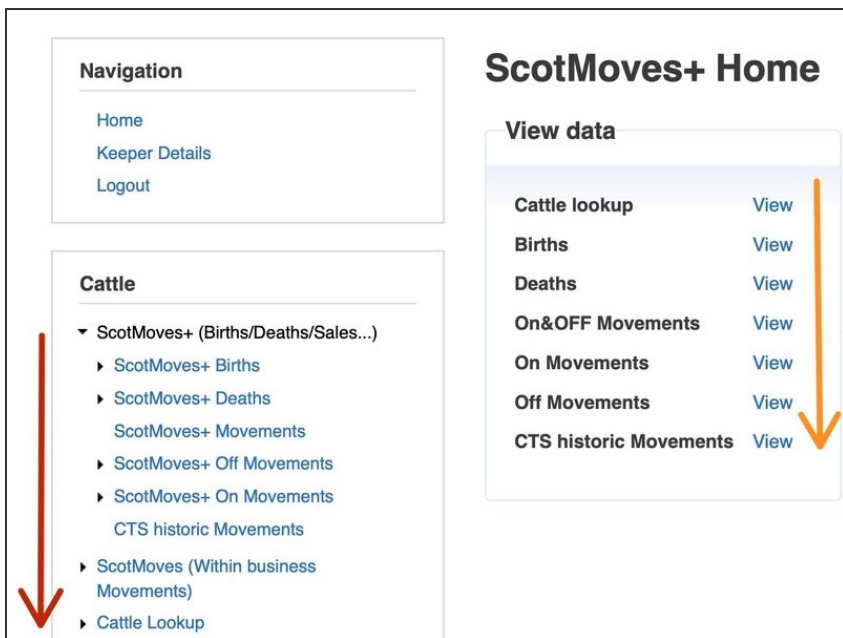 Navigation
Home
Keeper Details
Logout
Cattle
ScotMoves+ (Births/Deaths/Sales...)
ScotMoves+ Births
ScotMoves+ Deaths
ScotMoves+ Movements
ScotMoves+ Off Movements
ScotMoves+ On Movements
CTS historic Movements
ScotMoves (Within business
Movements)
Cattle Lookup
ScotMoves+ Home
View data
Cattle lookup View
Births View
Deaths View
On&OFF Movements View
On Movements View
Off Movements View
CTS historic Movements View